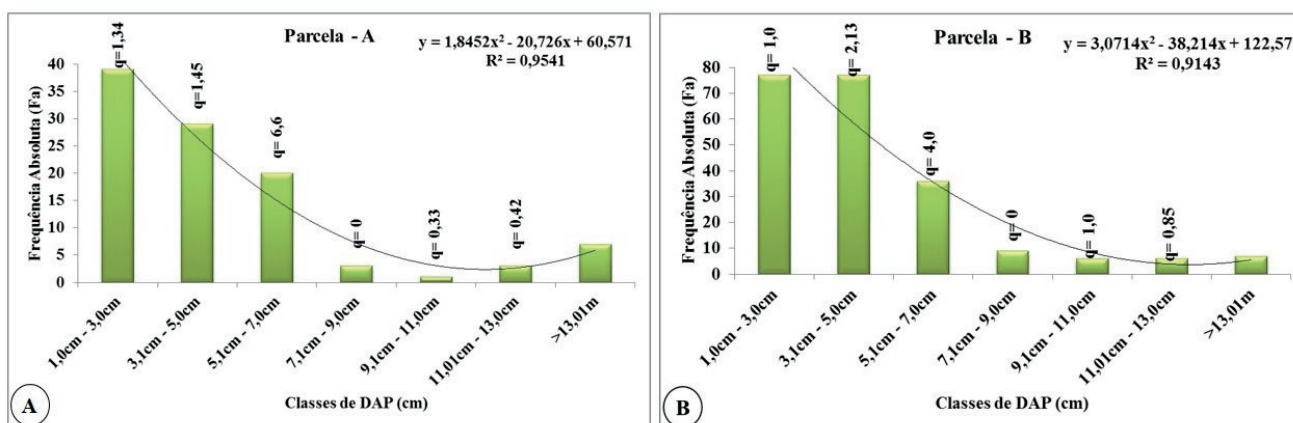 Parcela - A
y = 1,8452x² - 20,726x + 60,571
R² = 0,9541
Frequência Absoluta (Fa)
45
40
35
30
25
20
15
10
5
0
q=1,34
q=1,45
q= 6,6
q= 0
q= 0,33
q= 0,42
1,0cm - 3,0cm
3,1cm - 5,0cm
5,1cm - 7,0cm
7,1cm - 9,0cm
9,1cm - 11,0cm
11,01cm - 13,0cm
>13,01m
Classes de DAP (cm)
A
Parcela - B
y = 3,0714x² - 38,214x + 122,57
R² = 0,9143
Frequência Absoluta (Fa)
80
70
60
50
40
30
20
10
0
q= 1,0
q= 2,13
q= 4,0
q= 0
q= 1,0
q= 0,85
1,0cm - 3,0cm
3,1cm - 5,0cm
5,1cm - 7,0cm
7,1cm - 9,0cm
9,1cm - 11,0cm
11,01cm - 13,0cm
>13,01m
Classes de DAP (cm)
B